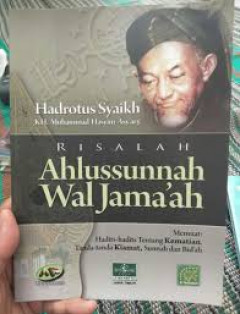 Hadrotus Syaikh
KH. Muhammad Hasyim Asy'ary
RISALAH
Ahlussunnah
Wal Jama'ah
Memuat:
Hadits-hadits Tentang Kematian,
Tanda-tanda Kiamat, Sunnah dan Bid'ah